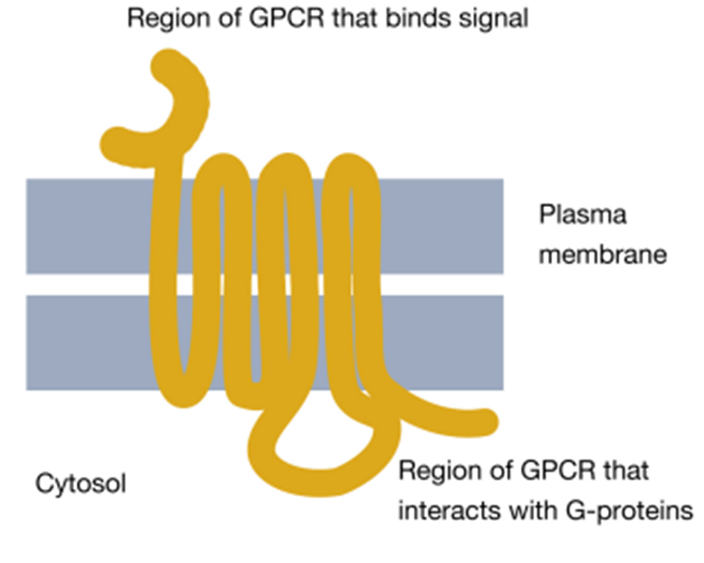 Region of GPCR that binds signal
Plasma
membrane
Cytosol
Region of GPCR that
interacts with G-proteins